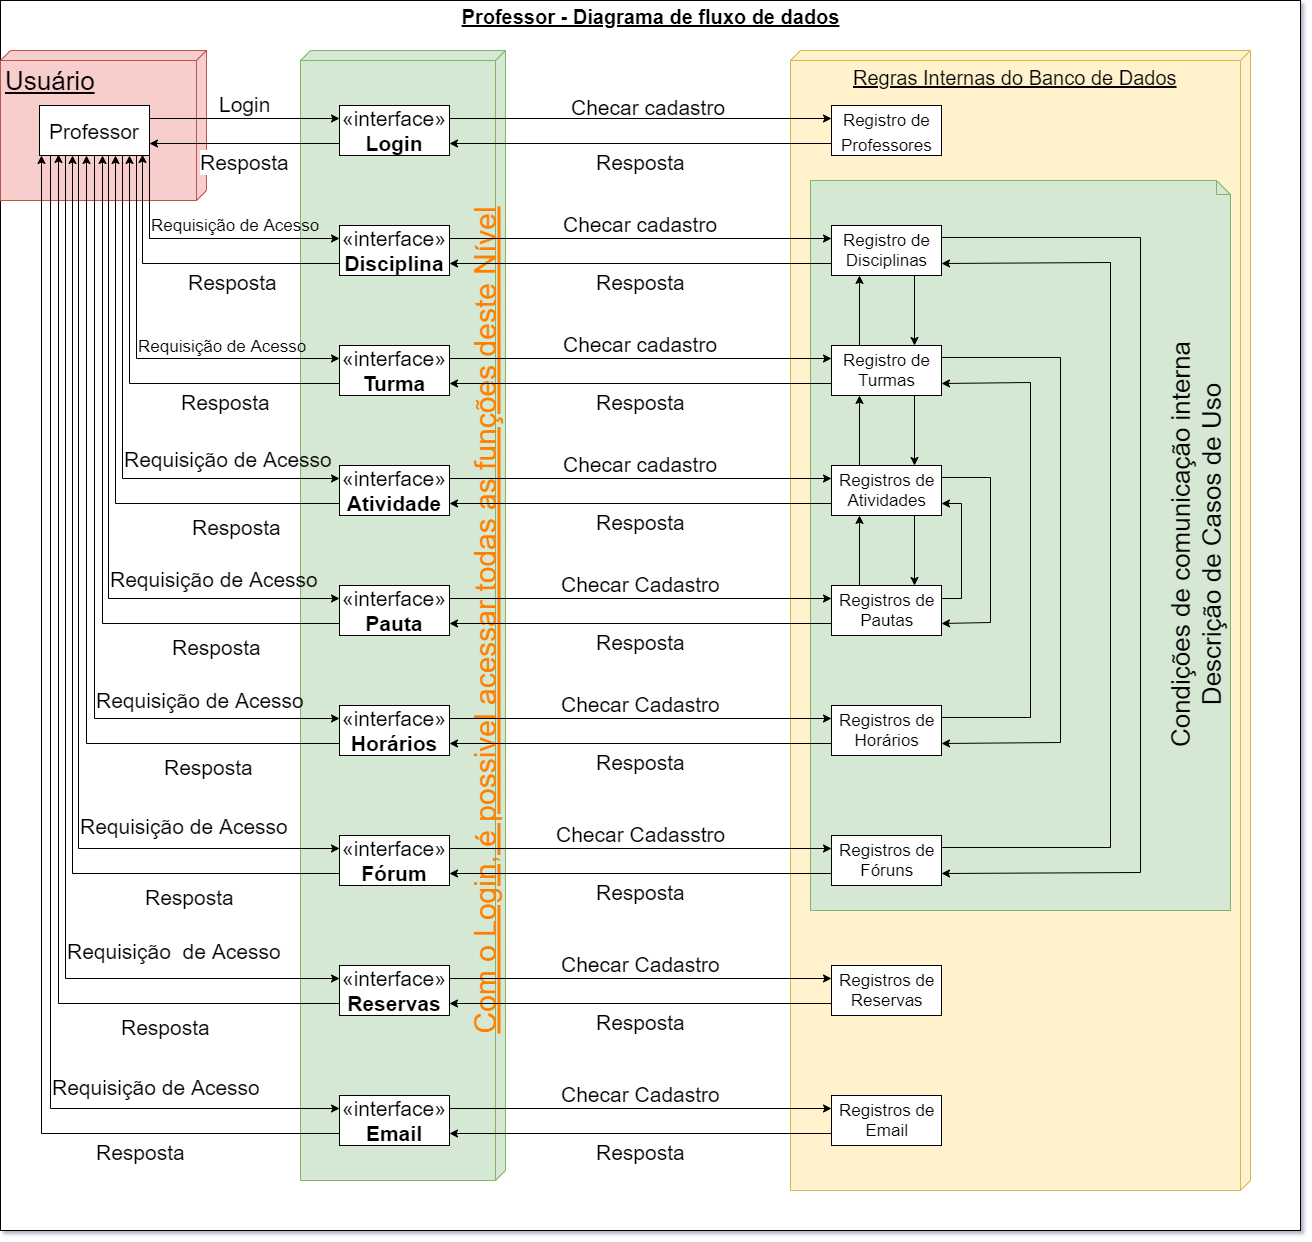 Professor - Diagrama de fluxo de dados
Usuário
Regras Internas do Banco de Dados
Professor
Login
«interface»
Login
Checar cadastro
Registro de
Professores
Resposta
Resposta
Requisição de Acesso
«interface»
Disciplina
Checar cadastro
Registro de
Disciplinas
Resposta
Resposta
Requisição de Acesso
«interface»
Turma
Checar cadastro
Registro de
Turmas
Resposta
Resposta
Requisição de Acesso
«interface»
Atividade
Checar cadastro
Registros de
Atividades
Resposta
Resposta
Requisição de Acesso
«interface»
Pauta
Checar Cadastro
Registros de
Pautas
Resposta
Resposta
Requisição de Acesso
«interface»
Horários
Checar Cadastro
Registros de
Horários
Resposta
Resposta
Requisição de Acesso
«interface»
Fórum
Checar Cadasstro
Registros de
Fóruns
Resposta
Resposta
Requisição  de Acesso
«interface»
Reservas
Checar Cadastro
Registros de
Reservas
Resposta
Resposta
Requisição de Acesso
«interface»
Email
Checar Cadastro
Registros de
Email
Resposta
Resposta
Com o Login, é possivel acessar todas as funções deste Nível
Condições de comunicação interna
Descrição de Casos de Uso